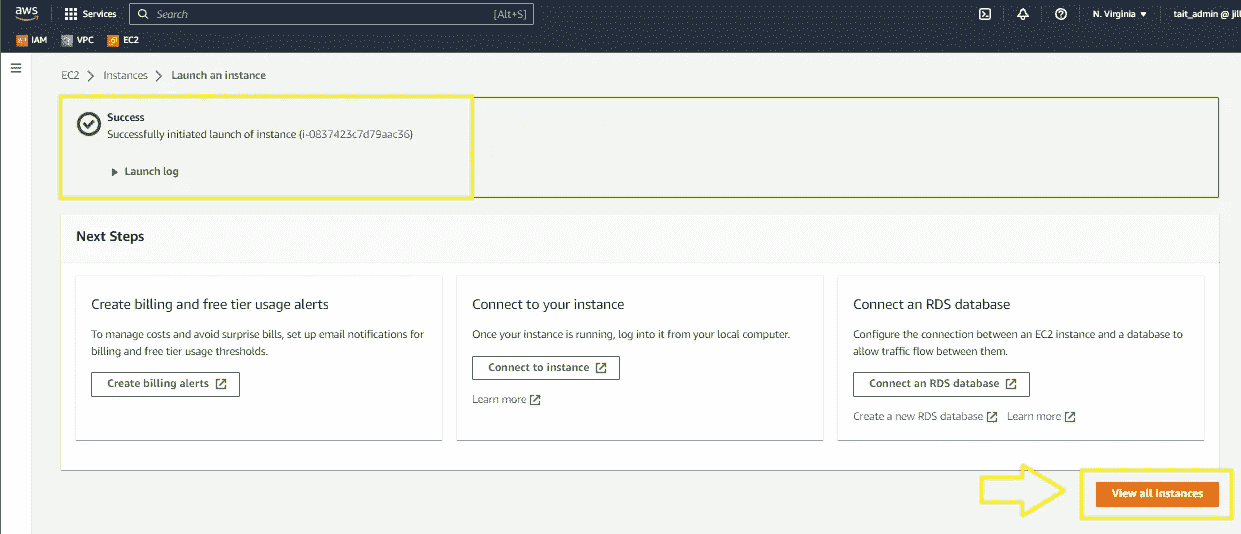 aws
Services
Search
[Alt+S]
N. Virginia
tait_admin @ jill
IAM
VPC
EC2
EC2 > Instances > Launch an instance
Success
Successfully initiated launch of instance (i-0837423c7d79aac36)
Launch log
Next Steps
Create billing and free tier usage alerts
To manage costs and avoid surprise bills, set up email notifications for
billing and free tier usage thresholds.
Create billing alerts
Connect to your instance
Once your instance is running, log into it from your local computer.
Connect to instance
Learn more
Connect an RDS database
Configure the connection between an EC2 instance and a database to
allow traffic flow between them.
Connect an RDS database
Create a new RDS database
Learn more
View all instances